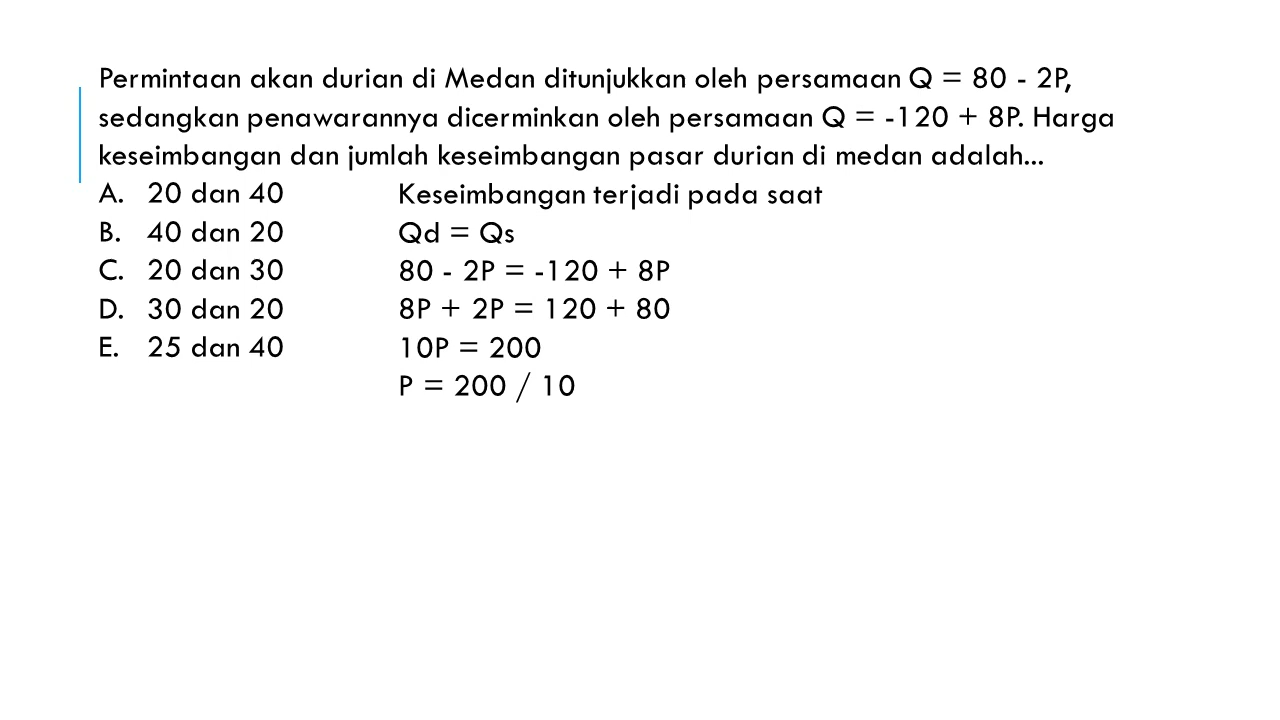 Permintaan akan durian di Medan ditunjukkan oleh persamaan Q = 80 - 2P,
sedangkan penawarannya dicerminkan oleh persamaan Q = -120 + 8P. Harga
keseimbangan dan jumlah keseimbangan pasar durian di medan adalah...
A. 20 dan 40
B. 40 dan 20
C. 20 dan 30
D. 30 dan 20
E. 25 dan 40
Keseimbangan terjadi pada saat
Qd = Qs
80 - 2P = -120 + 8P
8P + 2P = 120 + 80
10P = 200
P = 200 / 10